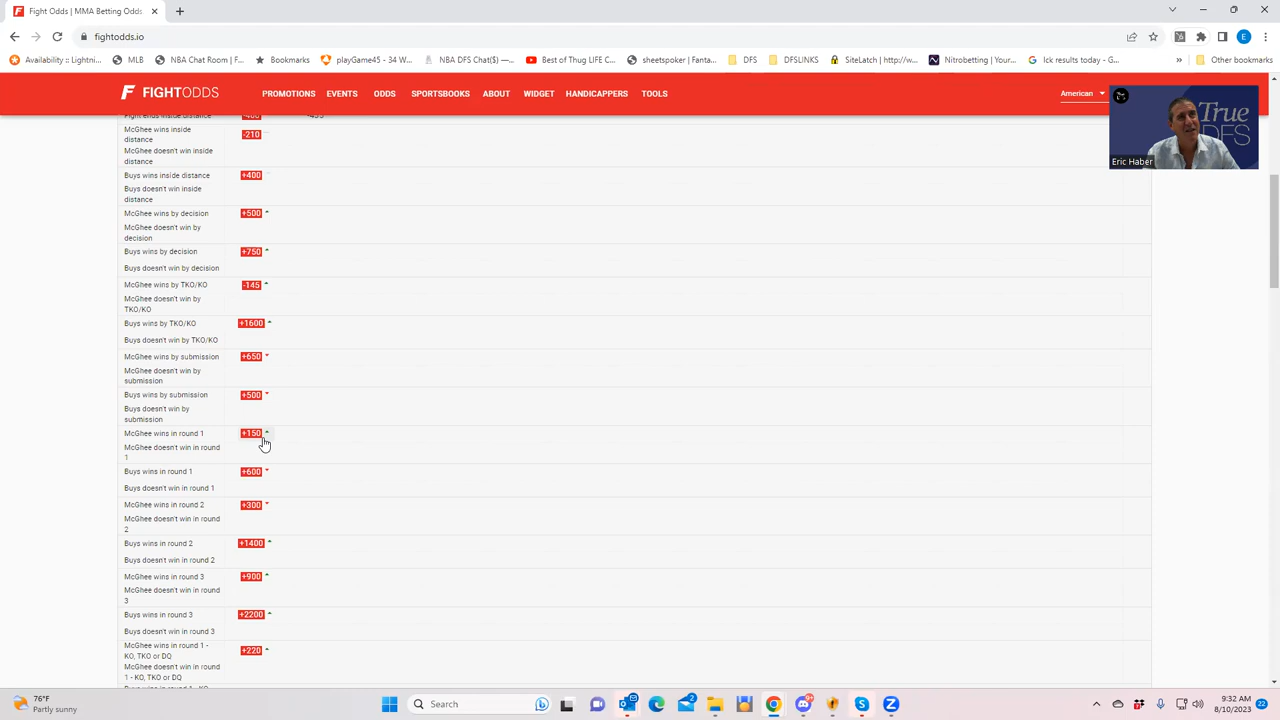 Fight Odds | MMA Betting Odds
fightodds.io
Availability :: Lightni...
MLB
NBA Chat Room | F...
Bookmarks
playGame45 - 34 W...
NBA DFS Chat($) —...
Best of Thug LIFE C...
sheetspoker | Fanta...
DFS
DFSLINKS
SiteLatch | http://w...
Nitrobetting | Your...
Ick results today - G...
»
Other bookmarks
E
F FIGHTODDS
PROMOTIONS
EVENTS
ODDS
SPORTSBOOKS
ABOUT
WIDGET
HANDICAPPERS
TOOLS
American
True
DFS
Eric Haber
Fight ends inside distance
McGhee wins inside
distance
-210
McGhee doesn't win inside
distance
Buys wins inside distance +400
Buys doesn't win inside
distance
McGhee wins by decision +500
McGhee doesn't win by
decision
Buys wins by decision +750
Buys doesn't win by decision
McGhee wins by TKO/KO -145
McGhee doesn't win by
TKO/KO
Buys wins by TKO/KO +1600
Buys doesn't win by TKO/KO
McGhee wins by submission +650
McGhee doesn't win by
submission
Buys wins by submission +500
Buys doesn't win by
submission
McGhee wins in round 1 +150
McGhee doesn't win in round
1
Buys wins in round 1 +600
Buys doesn't win in round 1
McGhee wins in round 2 +300
McGhee doesn't win in round
2
Buys wins in round 2 +1400
Buys doesn't win in round 2
McGhee wins in round 3 +900
McGhee doesn't win in round
3
Buys wins in round 3 +2200
Buys doesn't win in round 3
McGhee wins in round 1 -
KO, TKO or DQ
+220
McGhee doesn't win in round
1 - KO, TKO or DQ
76°F
Partly sunny
Search
9:32 AM
8/10/2023
22